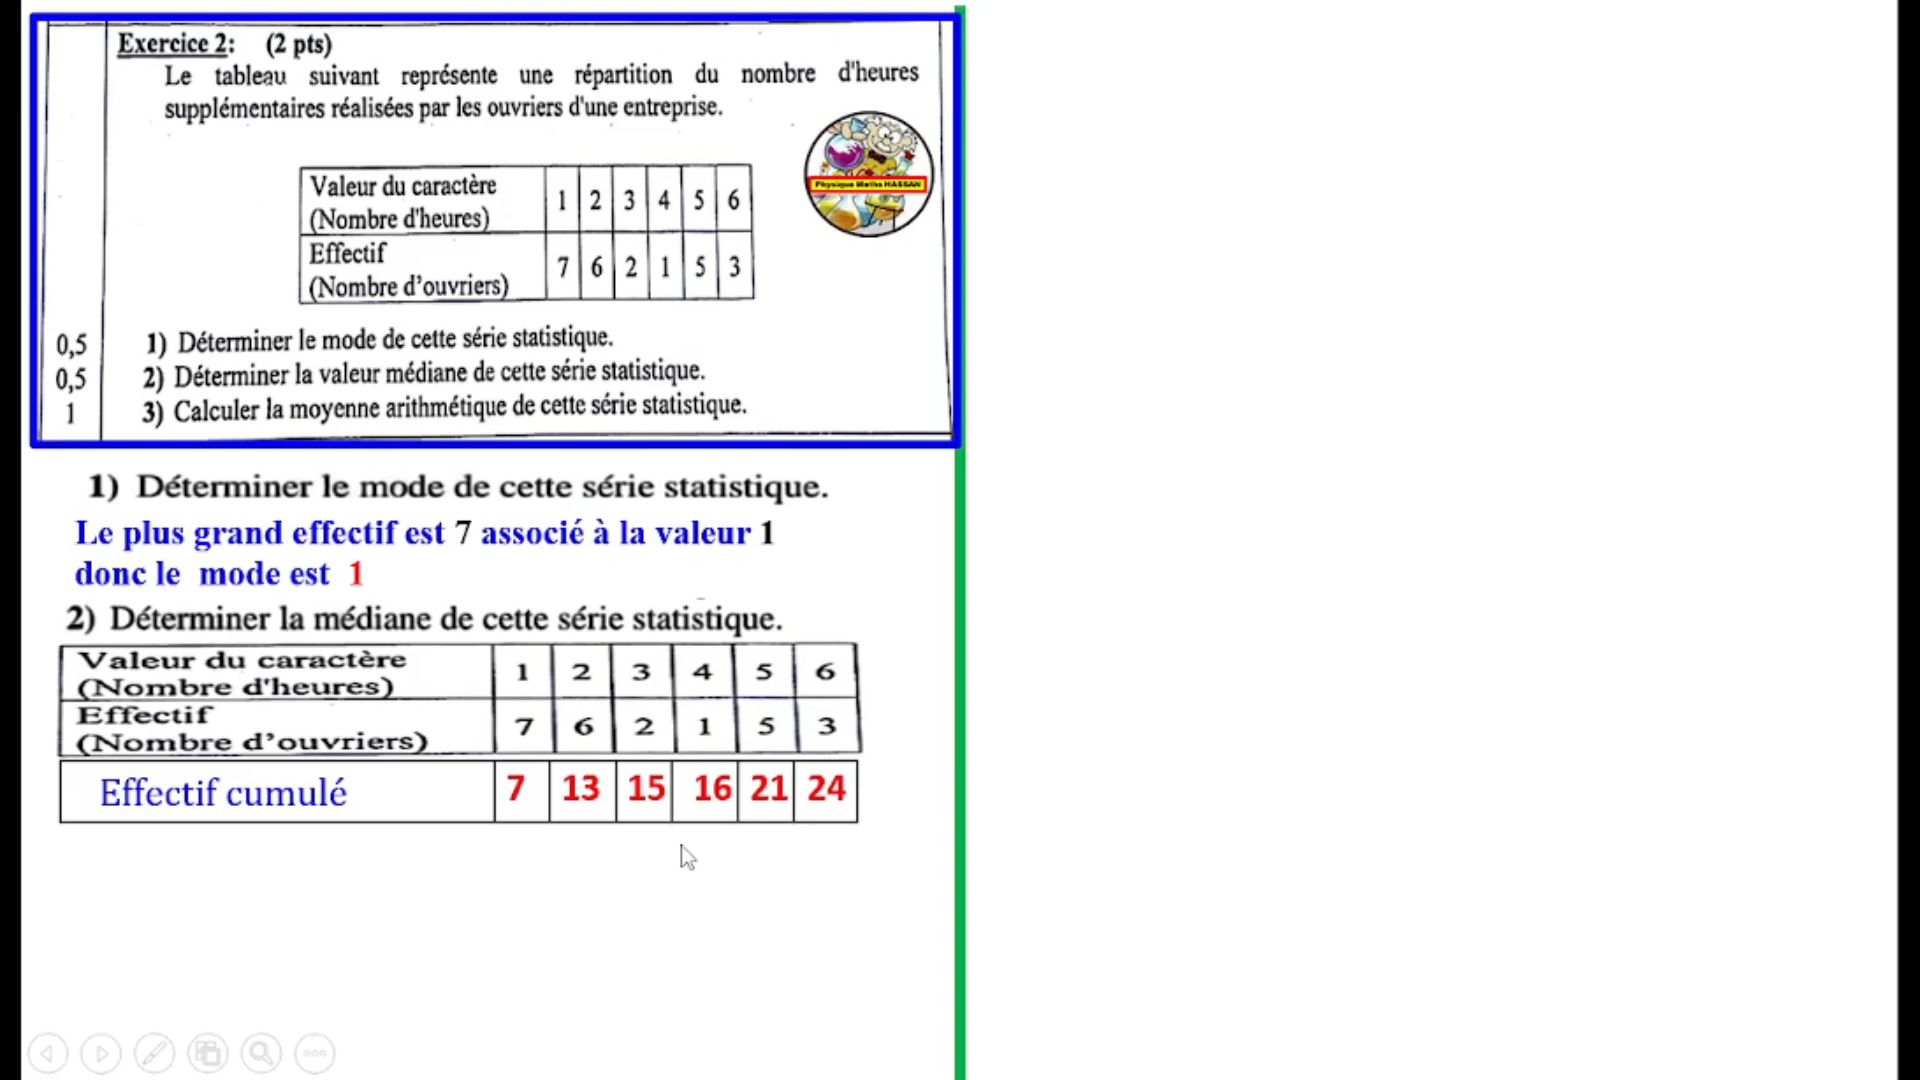 Exercice 2: (2 pts)
Le tableau suivant représente une répartition du nombre d'heures
supplémentaires réalisées par les ouvriers d'une entreprise.
Physique Maths HASSAN
Valeur du caractère
(Nombre d'heures) 1 2 3 4 5 6
Effectif
(Nombre d’ouvriers) 7 6 2 1 5 3
0,5 1) Déterminer le mode de cette série statistique.
0,5 2) Déterminer la valeur médiane de cette série statistique.
1 3) Calculer la moyenne arithmétique de cette série statistique.
1) Déterminer le mode de cette série statistique.
Le plus grand effectif est 7 associé à la valeur 1
donc le mode est 1
2) Déterminer la médiane de cette série statistique.
Valeur du caractère
(Nombre d'heures) 1 2 3 4 5 6
Effectif
(Nombre d’ouvriers) 7 6 2 1 5 3
Effectif cumulé 7 13 15 16 21 24